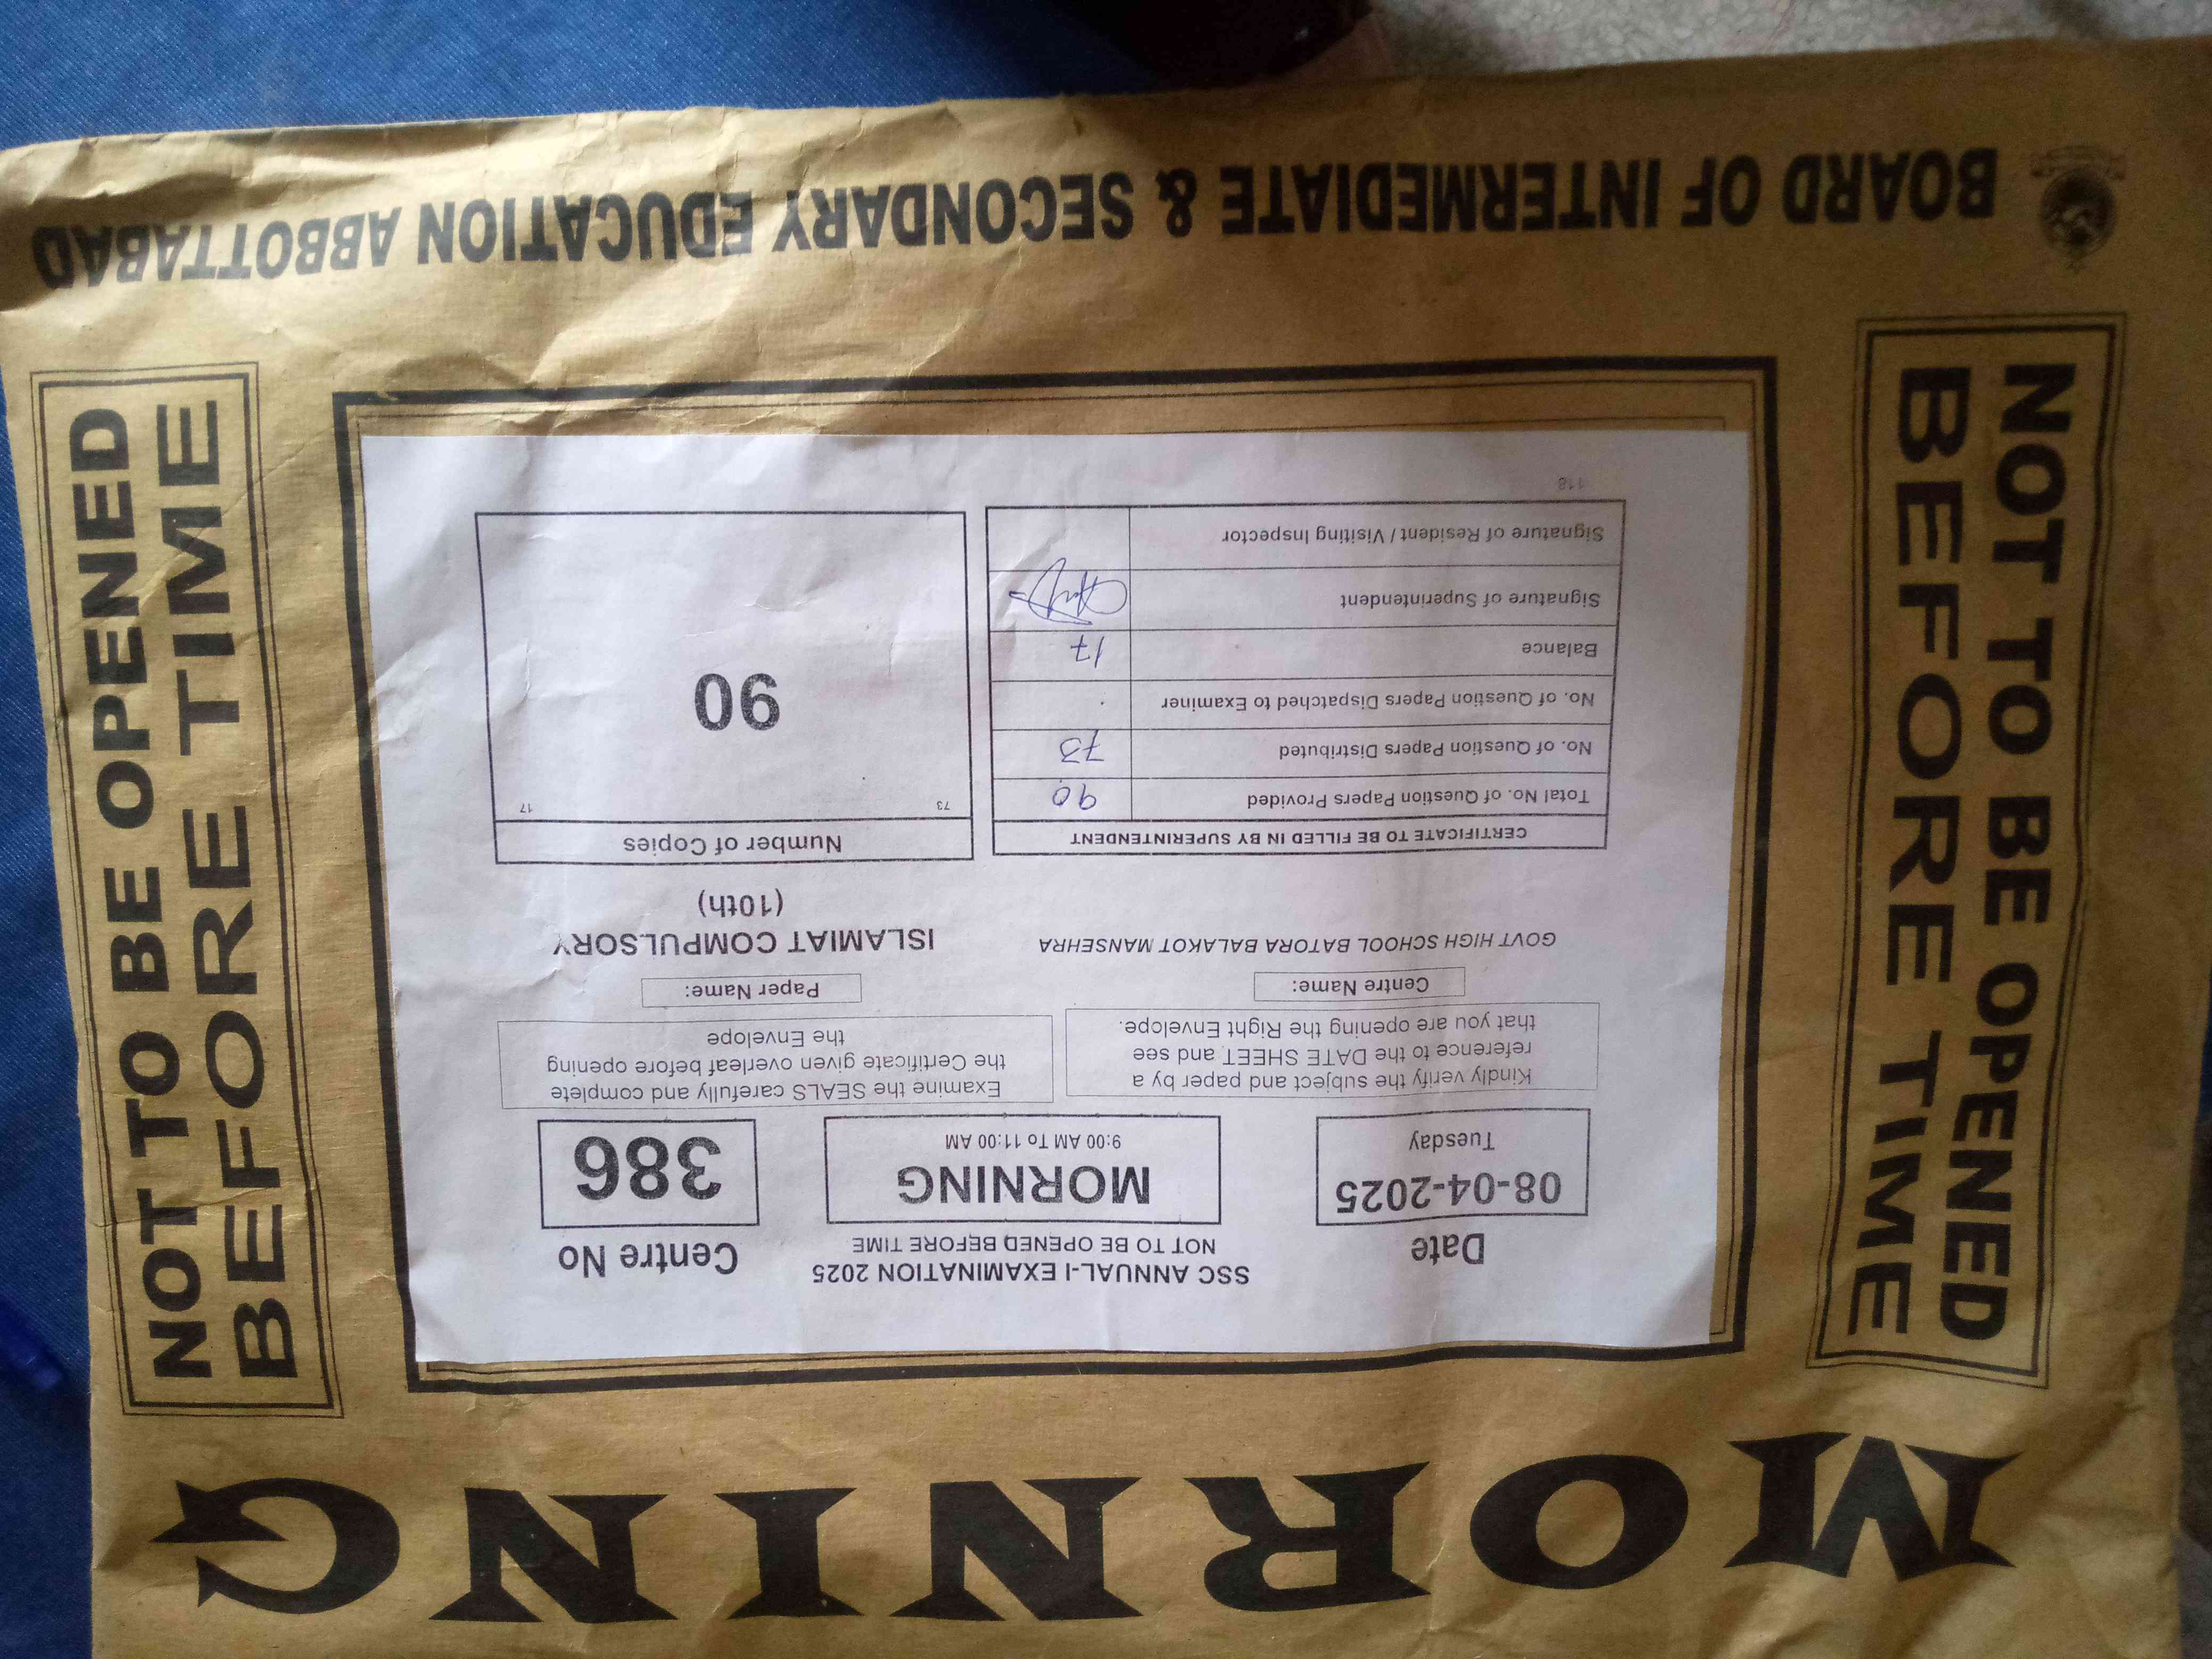 MORNING
NOT TO BE OPENED
BEFORE TIME
SSC ANNUAL-I EXAMINATION 2025
NOT TO BE OPENED BEFORE TIME
Date
08-04-2025
Tuesday
MORNING
9:00 AM To 11:00 AM
Centre No
386
Kindly verify the subject and paper by a
reference to the DATE SHEET and see
that you are opening the Right Envelope.
Examine the SEALS carefully and complete
the Certificate given overleaf before opening
the Envelope
Centre Name:
GOVT HIGH SCHOOL BATORA BALAKOT MANSEHRA
Paper Name:
ISLAMIAT COMPULSORY
(10th)
CERTIFICATE TO BE FILLED IN BY SUPERINTENDENT
Total No. of Question Papers Provided 90
No. of Question Papers Distributed 73
No. of Question Papers Dispatched to Examiner
Balance 17
Signature of Superintendent
Signature of Resident / Visiting Inspector
118
Number of Copies
73 17
90
NOT TO BE OPENED
BEFORE TIME
BOARD OF INTERMEDIATE & SECONDARY EDUCATION ABBOTTABAD